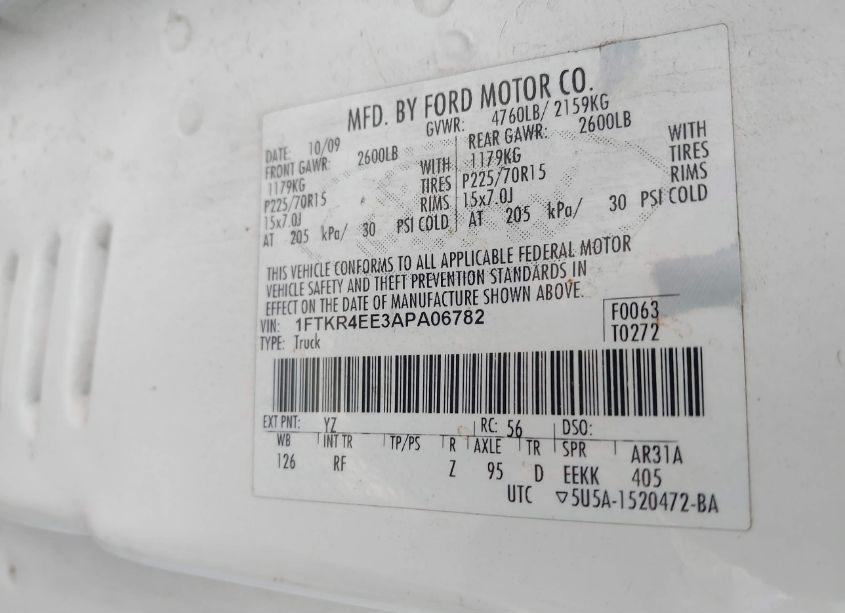 MFD. BY FORD MOTOR CO.
DATE: 10/09 GVWR: 4760LB/ 2159KG
FRONT GAWR: 2600LB REAR GAWR: 2600LB
1179KG WITH 1179KG WITH
P225/70R15 TIRES P225/70R15 TIRES
15x7.0J RIMS 15x7.0J RIMS
AT 205 kPa/ 30 PSI COLD AT 205 kPa/ 30 PSI COLD
THIS VEHICLE CONFORMS TO ALL APPLICABLE FEDERAL MOTOR
VEHICLE SAFETY AND THEFT PREVENTION STANDARDS IN
EFFECT ON THE DATE OF MANUFACTURE SHOWN ABOVE.
VIN: 1FTKR4EE3APA06782 F0063
TYPE: Truck T0272
EXT PNT: YZ RC: 56 DSO:
WB INT TR TP/PS R AXLE TR SPR AR31A
126 RF Z 95 D EEKK 405
UTC ▽5U5A-1520472-BA